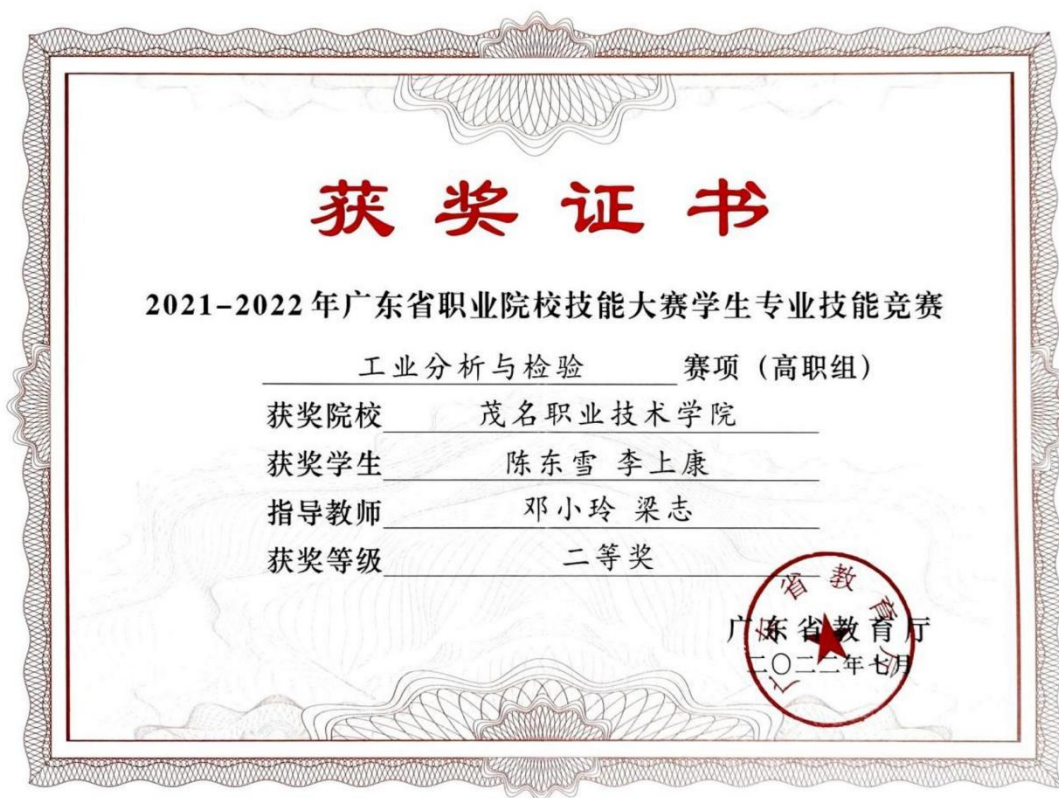 获奖证书
2021-2022年广东省职业院校技能大赛学生专业技能竞赛
工业分析与检验 赛项（高职组）
获奖院校 茂名职业技术学院
获奖学生 陈东雪 李上康
指导教师 邓小玲 梁志
获奖等级 二等奖
广东省教育厅
广东省教育厅
二〇二二年七月